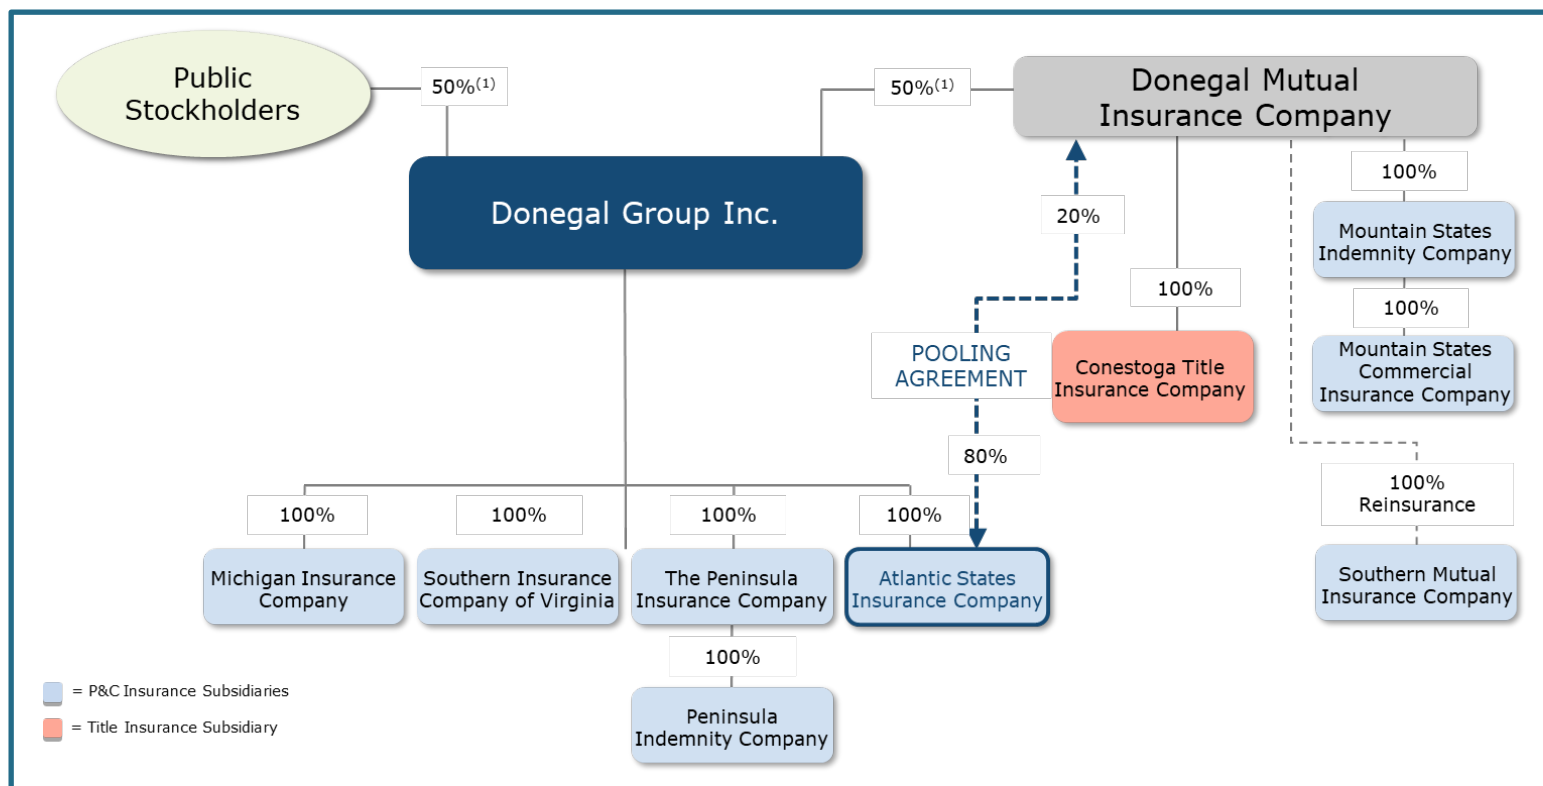 Public
Stockholders
50%(1)
50%(1)
Donegal Mutual
Insurance Company
Donegal Group Inc.
20%
100%
Mountain States
Indemnity Company
100%
100%
POOLING
AGREEMENT
Conestoga Title
Insurance Company
Mountain States
Commercial
Insurance Company
80%
100%
Reinsurance
100%
100%
100%
100%
Michigan Insurance
Company
Southern Insurance
Company of Virginia
The Peninsula
Insurance Company
Atlantic States
Insurance Company
Southern Mutual
Insurance Company
100%
Peninsula
Indemnity Company
= P&C Insurance Subsidiaries
= Title Insurance Subsidiary